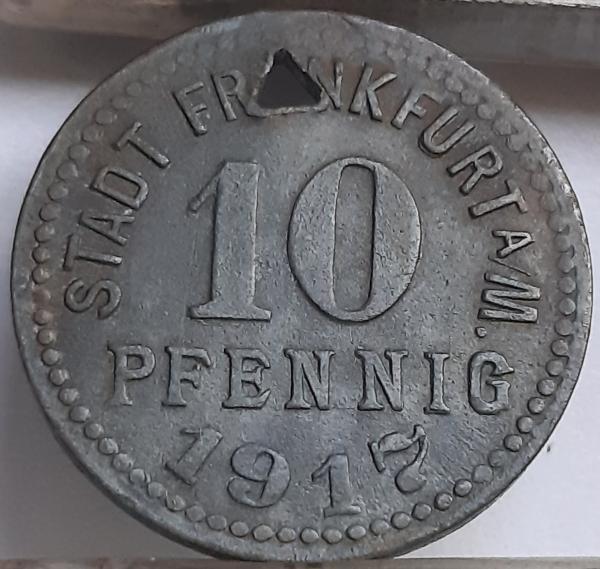 STADT FRANKFURT A/M.
10
PFENNIG
1917